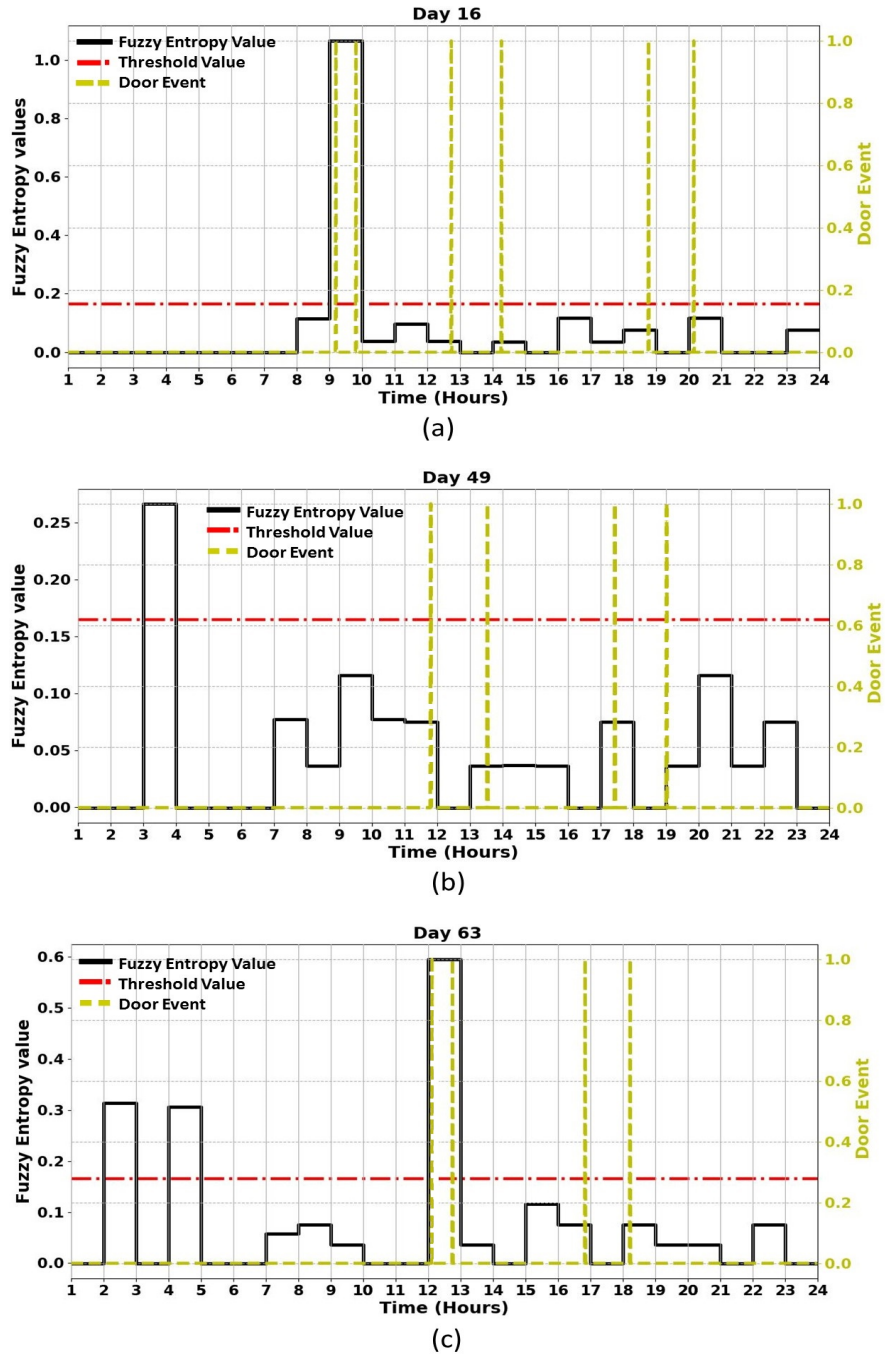 Day 16
Fuzzy Entropy Value
Threshold Value
Door Event
Fuzzy Entropy values
1.0
0.8
0.6
0.4
0.2
0.0
1.0
0.8
0.6
0.4
0.2
0.0
Door Event
1 2 3 4 5 6 7 8 9 10 11 12 13 14 15 16 17 18 19 20 21 22 23 24
Time (Hours)
(a)
Day 49
Fuzzy Entropy Value
Threshold Value
Door Event
Fuzzy Entropy value
0.25
0.20
0.15
0.10
0.05
0.00
1.0
0.8
0.6
0.4
0.2
0.0
Door Event
1 2 3 4 5 6 7 8 9 10 11 12 13 14 15 16 17 18 19 20 21 22 23 24
Time (Hours)
(b)
Day 63
Fuzzy Entropy Value
Threshold Value
Door Event
Fuzzy Entropy value
0.6
0.5
0.4
0.3
0.2
0.1
0.0
1.0
0.8
0.6
0.4
0.2
0.0
Door Event
1 2 3 4 5 6 7 8 9 10 11 12 13 14 15 16 17 18 19 20 21 22 23 24
Time (Hours)
(c)